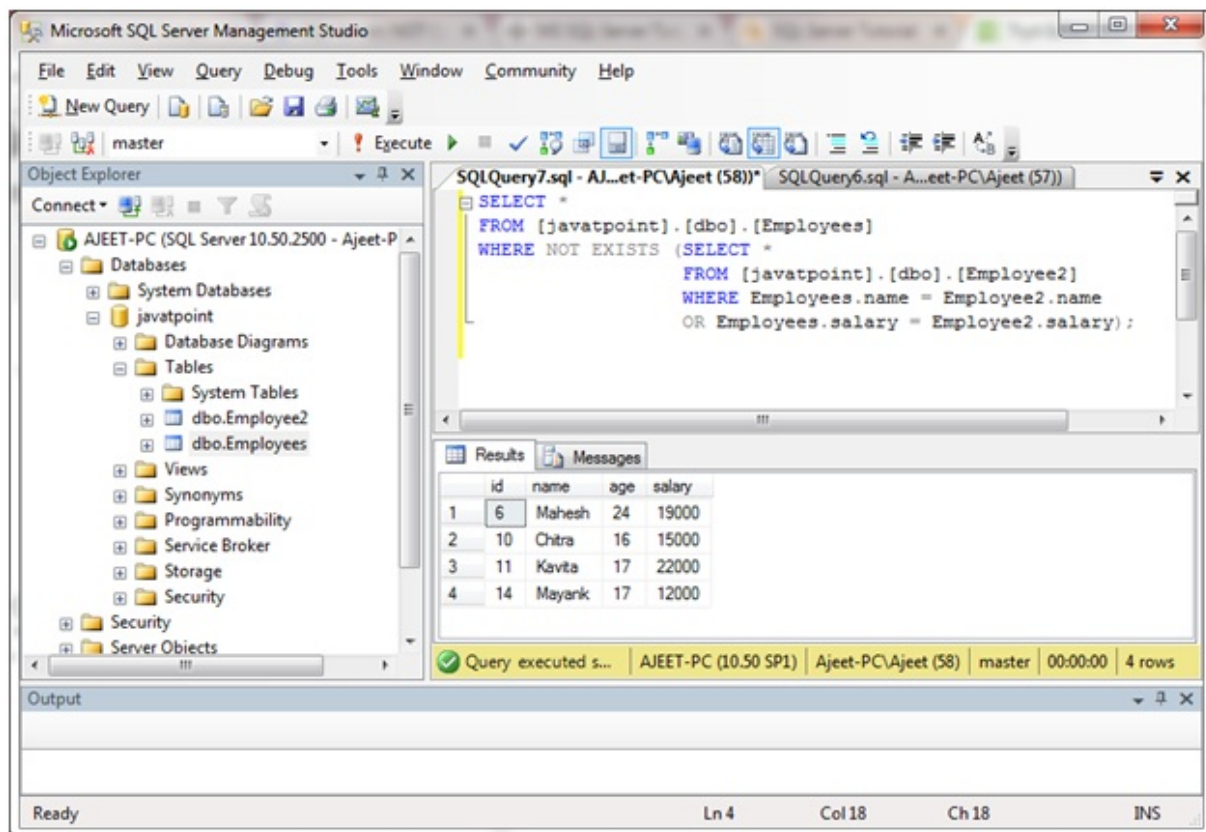 Microsoft SQL Server Management Studio
File Edit View Query Debug Tools Window Community Help
New Query
master
Execute
Object Explorer
Connect
AJEET-PC (SQL Server 10.50.2500 - Ajeet-P
Databases
System Databases
javatpoint
Database Diagrams
Tables
System Tables
dbo.Employee2
dbo.Employees
Views
Synonyms
Programmability
Service Broker
Storage
Security
Security
Server Objects
SQLQuery7.sql - AJ...et-PC\Ajeet (58))* SQLQuery6.sql - A...eet-PC\Ajeet (57))
SELECT *
FROM [javatpoint].[dbo].[Employees]
WHERE NOT EXISTS (SELECT *
FROM [javatpoint].[dbo].[Employee2]
WHERE Employees.name = Employee2.name
OR Employees.salary = Employee2.salary);
Results Messages
id name age salary
1 6 Mahesh 24 19000
2 10 Chitra 16 15000
3 11 Kavita 17 22000
4 14 Mayank 17 12000
Query executed s... AJEET-PC (10.50 SP1) Ajeet-PC\Ajeet (58) master 00:00:00 4 rows
Output
Ready Ln 4 Col 18 Ch 18 INS